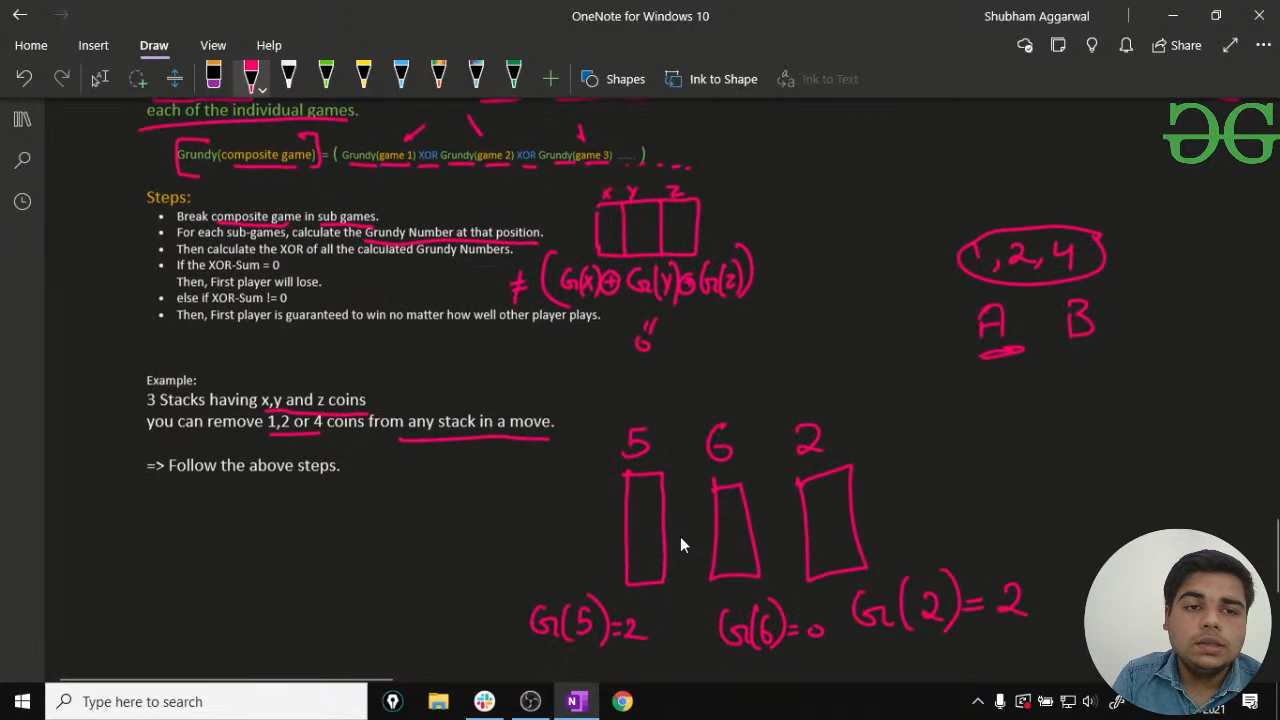 OneNote for Windows 10
Shubham Aggarwal
Home Insert Draw View Help
Share
Shapes
Ink to Shape
Ink to Text
each of the individual games.
Grundy(composite game) = ( Grundy(game 1) XOR Grundy(game 2) XOR Grundy(game 3) ...... )
Steps:
x y z
• Break composite game in sub games.
• For each sub-games, calculate the Grundy Number at that position.
• Then calculate the XOR of all the calculated Grundy Numbers.
• If the XOR-Sum = 0
Then, First player will lose.
• else if XOR-Sum != 0
• Then, First player is guaranteed to win no matter how well other player plays.
≠ (G(x) ⊕ G(y) ⊕ G(z))
1, 2, 4
A B
Example:
3 Stacks having x,y and z coins
you can remove 1,2 or 4 coins from any stack in a move.
=> Follow the above steps.
5 6 2
G(5)=2 G(6)=0 G(2)=2
Type here to search